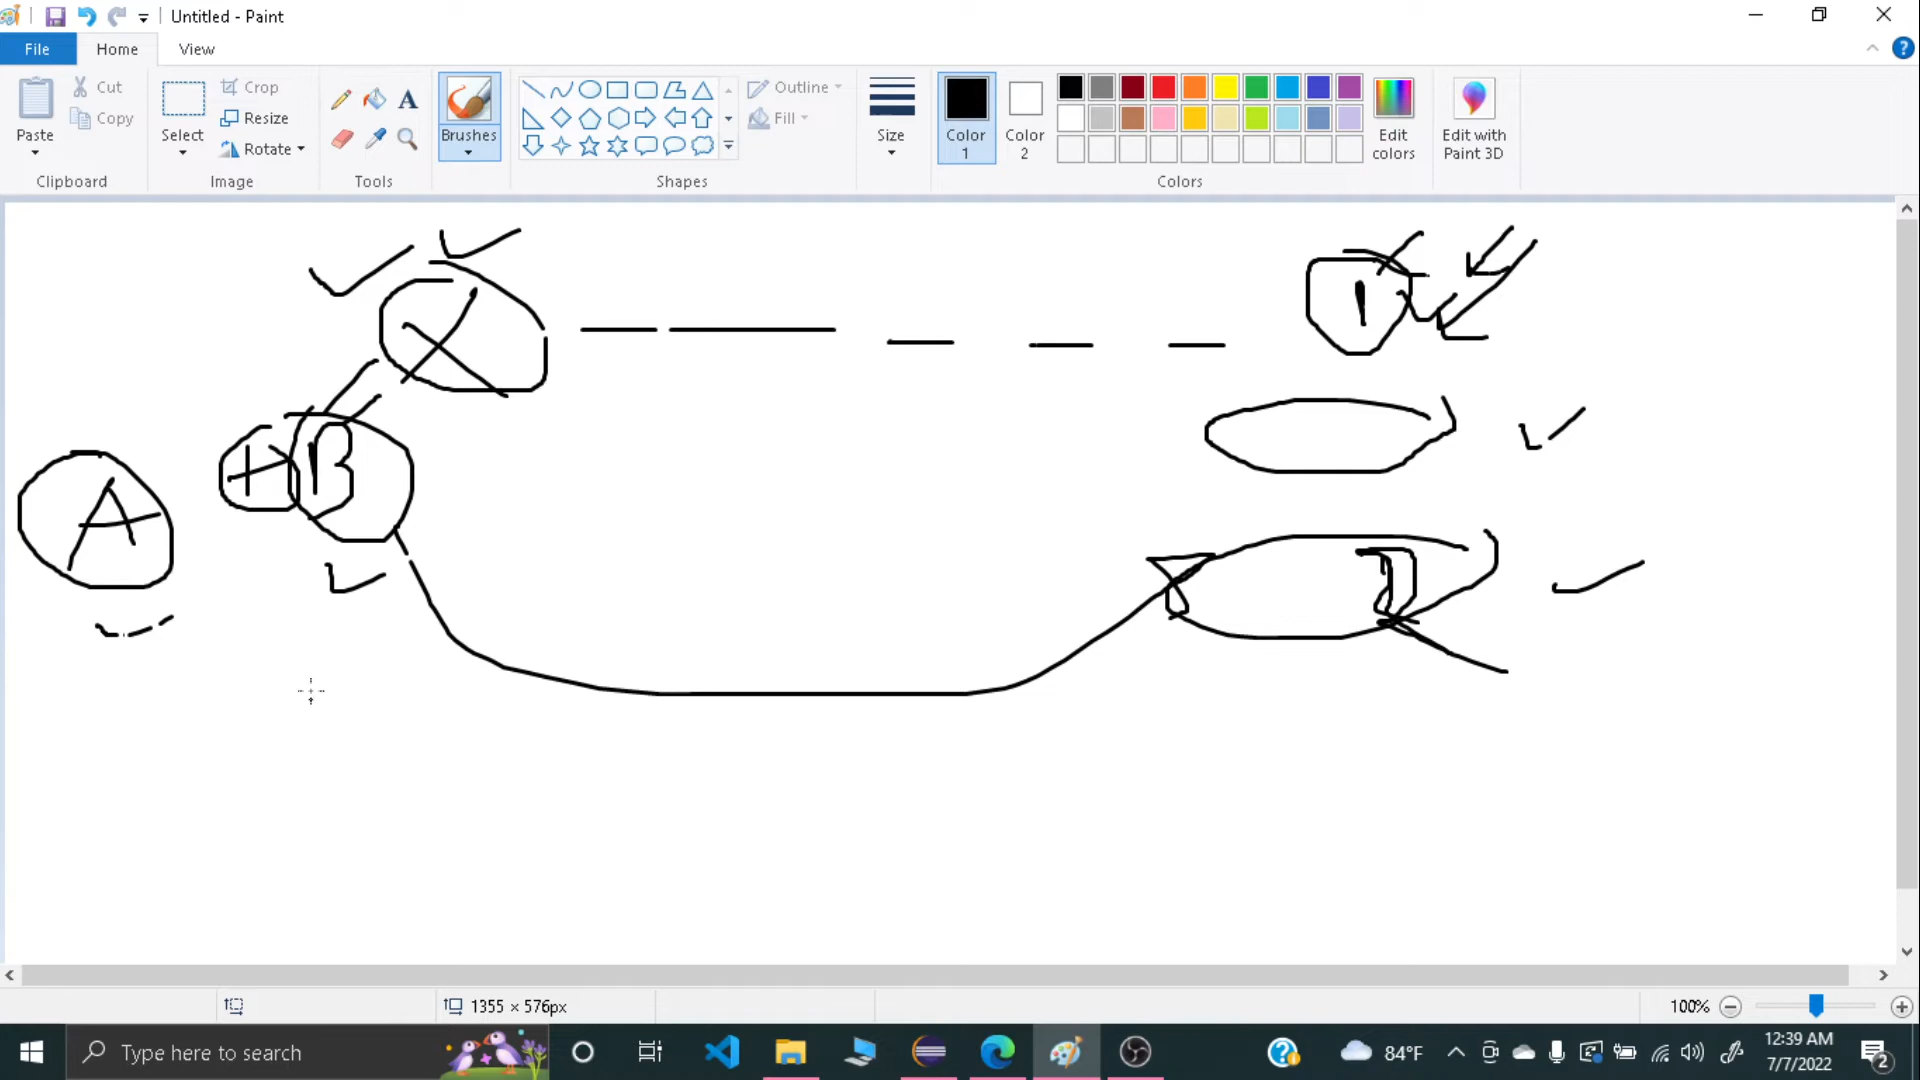 Untitled - Paint
File Home View
Paste
Cut
Copy
Clipboard
Select
Crop
Resize
Rotate
Image
A
Tools
Brushes
Shapes
Outline
Fill
Size
Color 1
Color 2
Edit colors
Edit with Paint 3D
Colors
X
1
A
+
B
1355 × 576px
100%
Type here to search
84°F
12:39 AM
7/7/2022
2